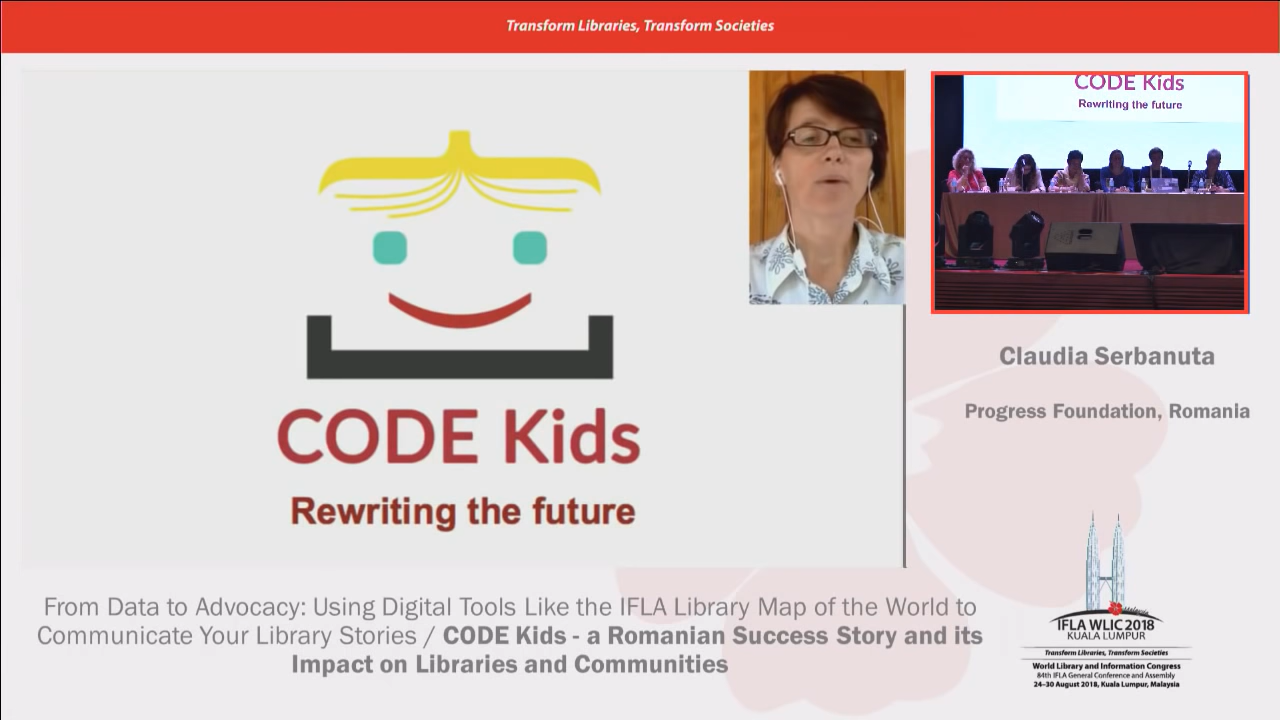 Transform Libraries, Transform Societies
CODE Kids
Rewriting the future
CODE Kids
Rewriting the future
Claudia Serbanuta
Progress Foundation, Romania
From Data to Advocacy: Using Digital Tools Like the IFLA Library Map of the World to
Communicate Your Library Stories / CODE Kids - a Romanian Success Story and its
Impact on Libraries and Communities
Malaysia
IFLA WLIC 2018
KUALA LUMPUR
Transform Libraries, Transform Societies
World Library and Information Congress
84th IFLA General Conference and Assembly
24–30 August 2018, Kuala Lumpur, Malaysia